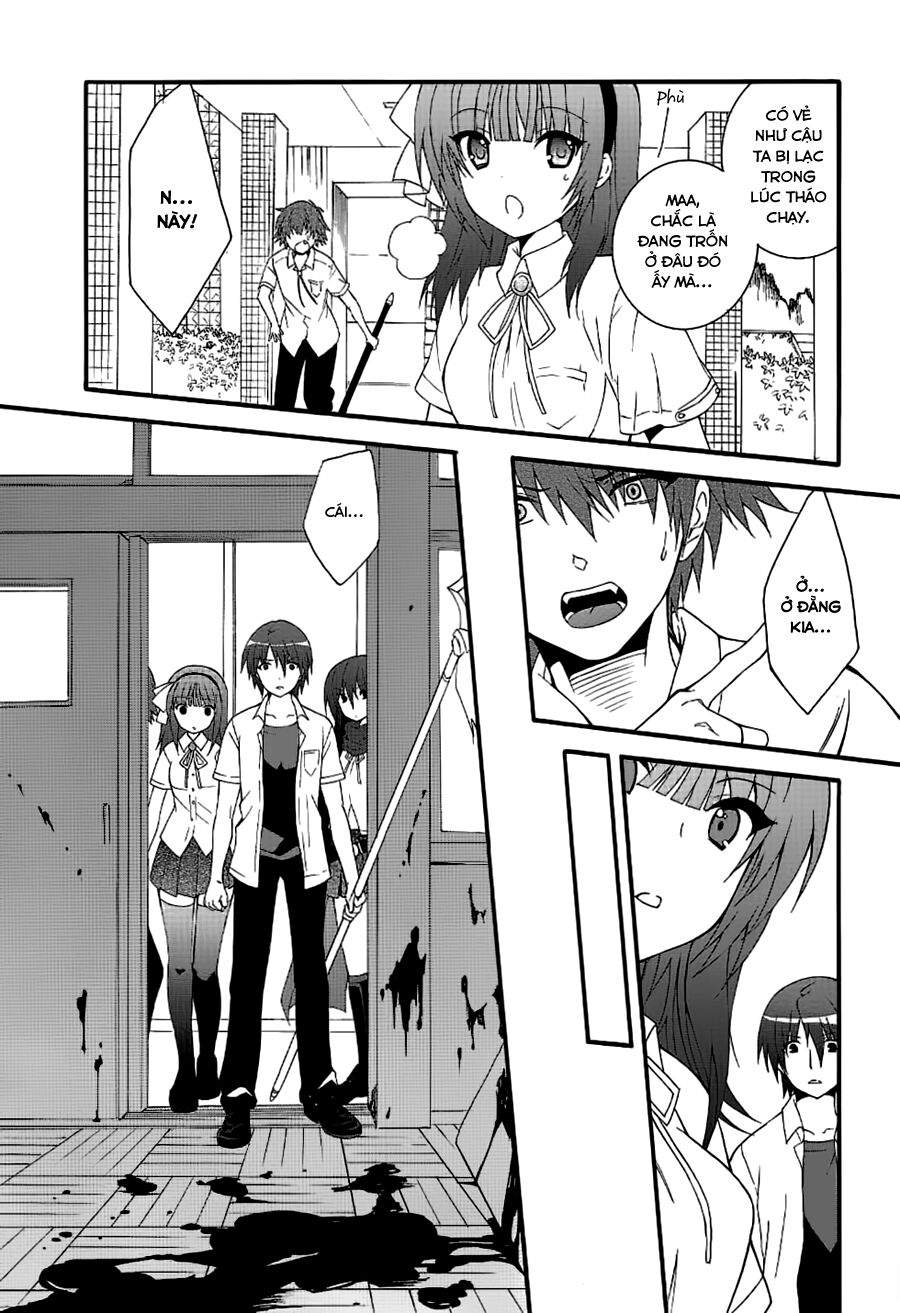 CÓ VẺ
NHƯ CẬU
TA BỊ LẠC
TRONG
LÚC THÁO
CHẠY.
Phù
MAA,
CHẮC LÀ
ĐANG TRỐN
Ở ĐÂU ĐÓ
ẤY MÀ...
N...
NÀY!
Ở...
Ở ĐẰNG
KIA...
CÁI...